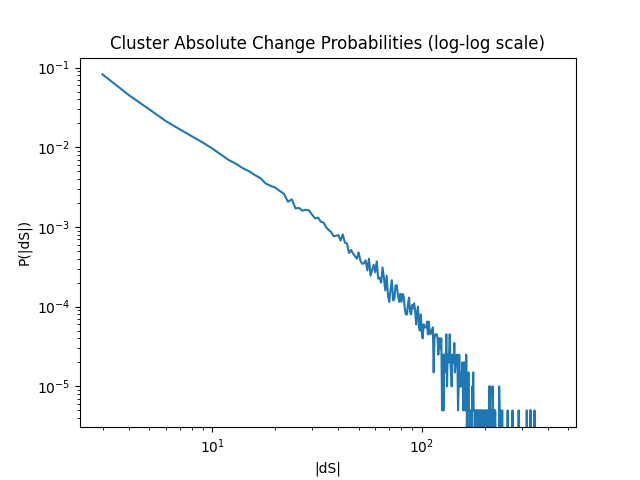 Cluster Absolute Change Probabilities (log-log scale)
P(|dS|)
10⁻¹
10⁻²
10⁻³
10⁻⁴
10⁻⁵
10¹
10²
|dS|